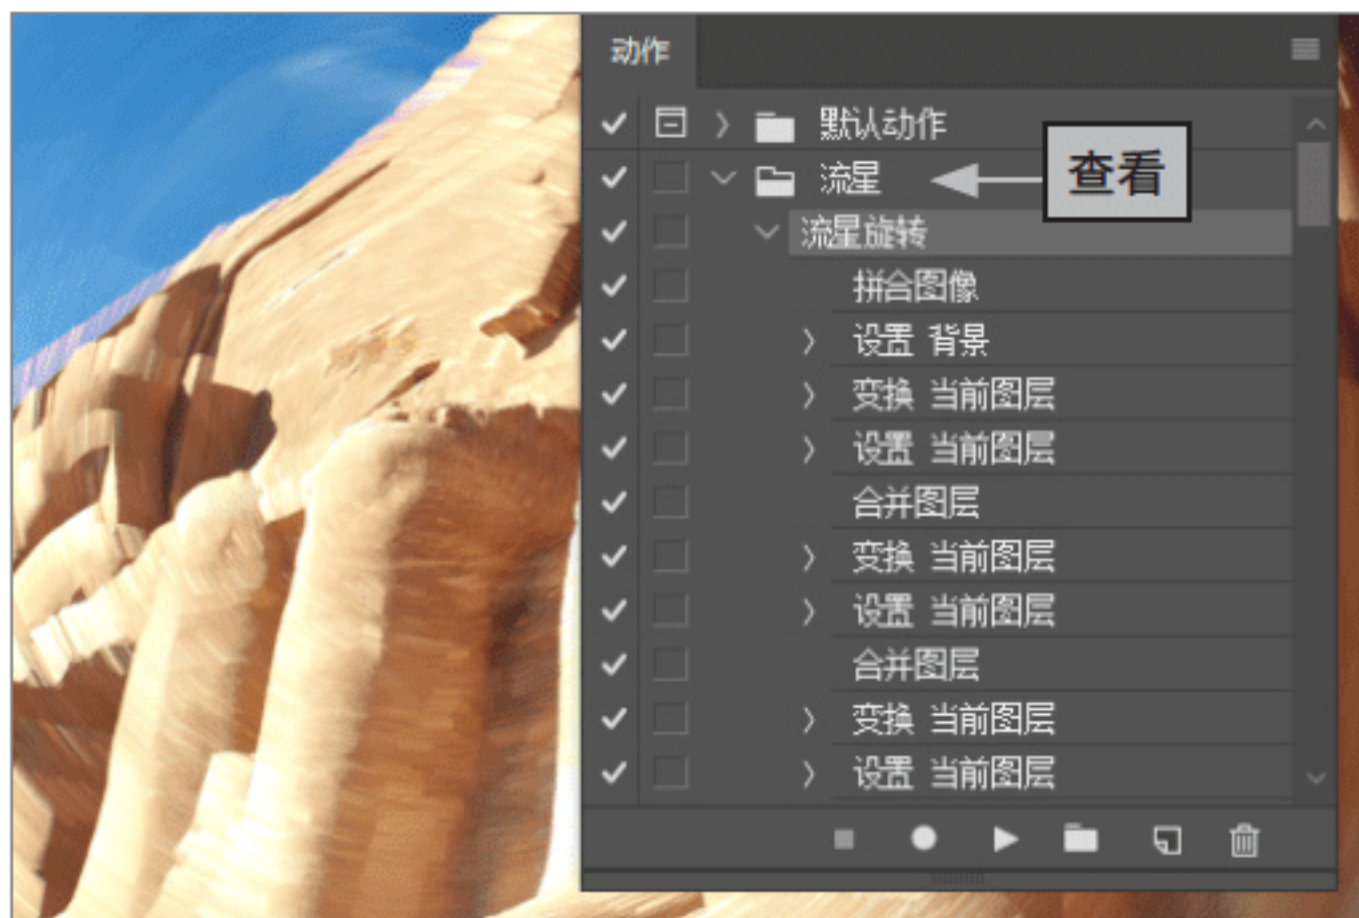 动作
默认动作
流星
查看
流星旋转
拼合图像
设置 背景
变换 当前图层
设置 当前图层
合并图层
变换 当前图层
设置 当前图层
合并图层
变换 当前图层
设置 当前图层